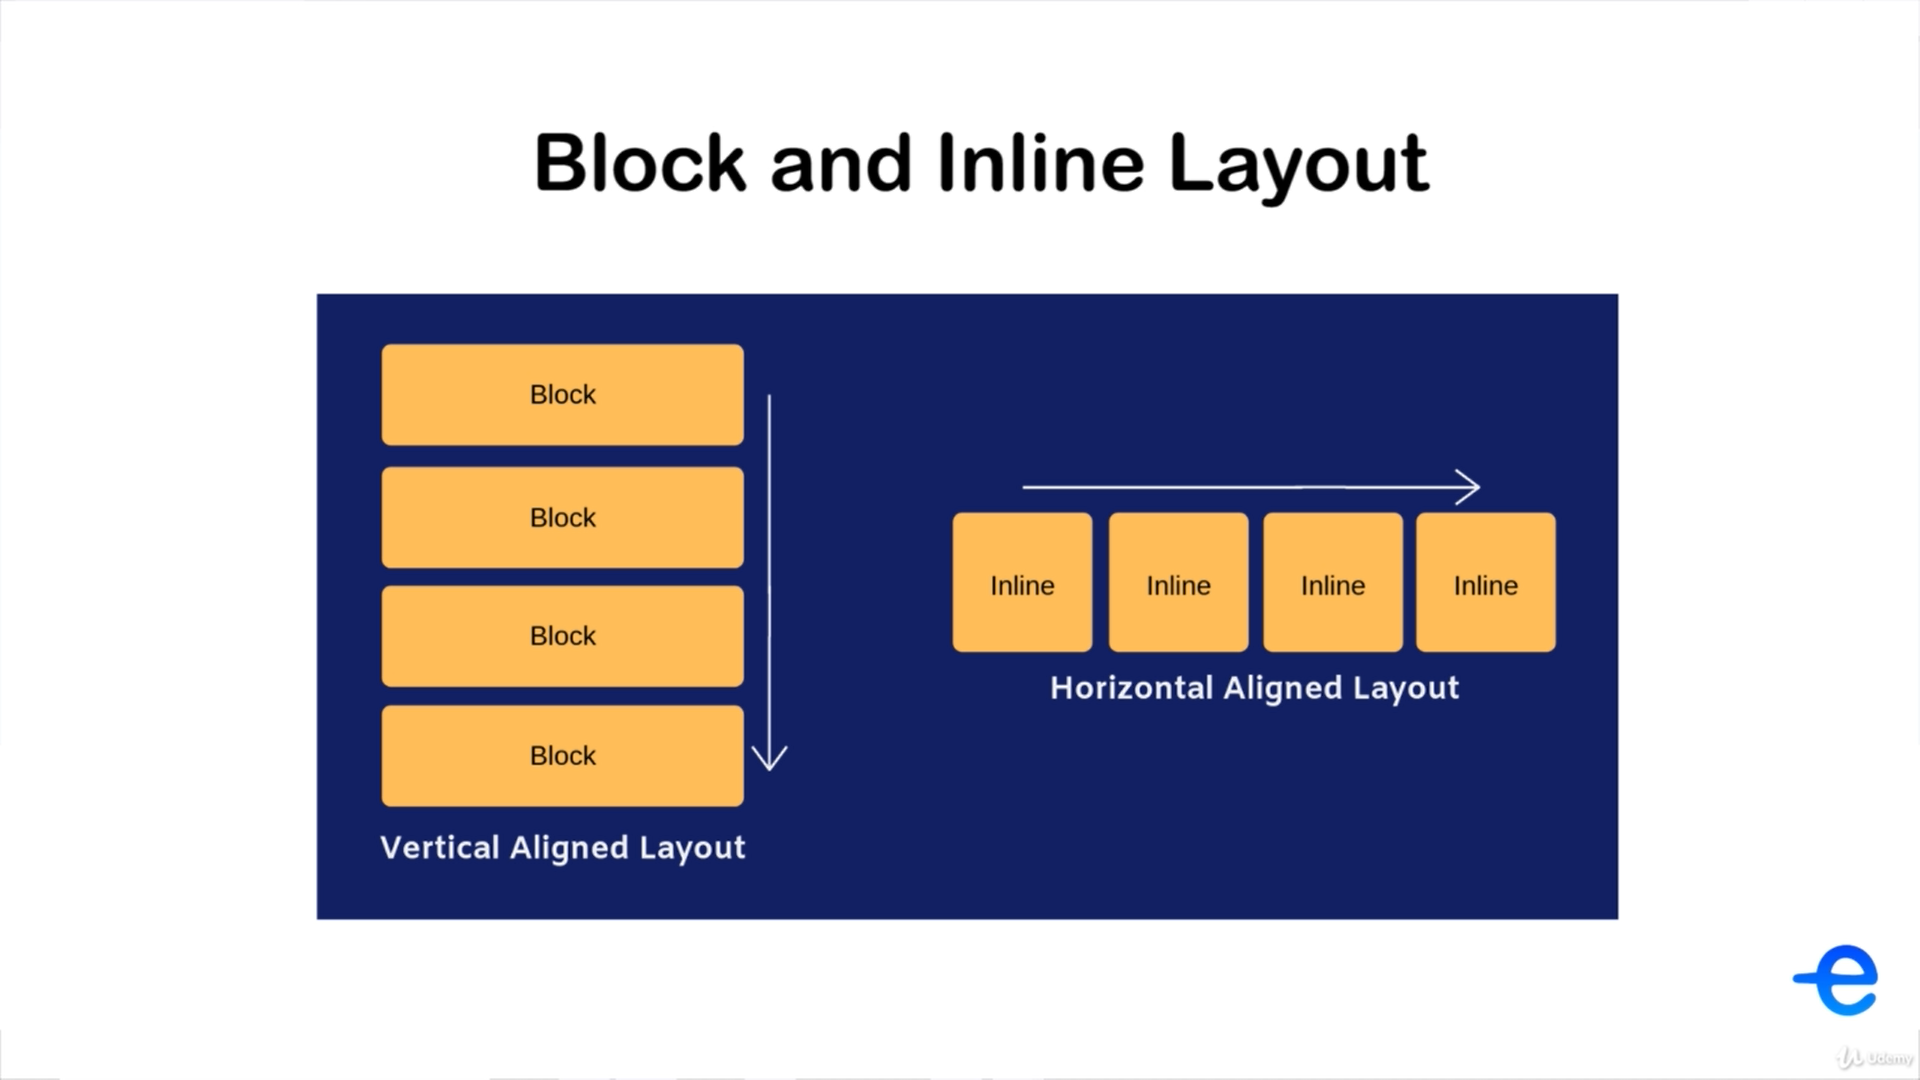 Block and Inline Layout
Block
Block
Block
Block
Vertical Aligned Layout
Inline Inline Inline Inline
Horizontal Aligned Layout
e
Udemy